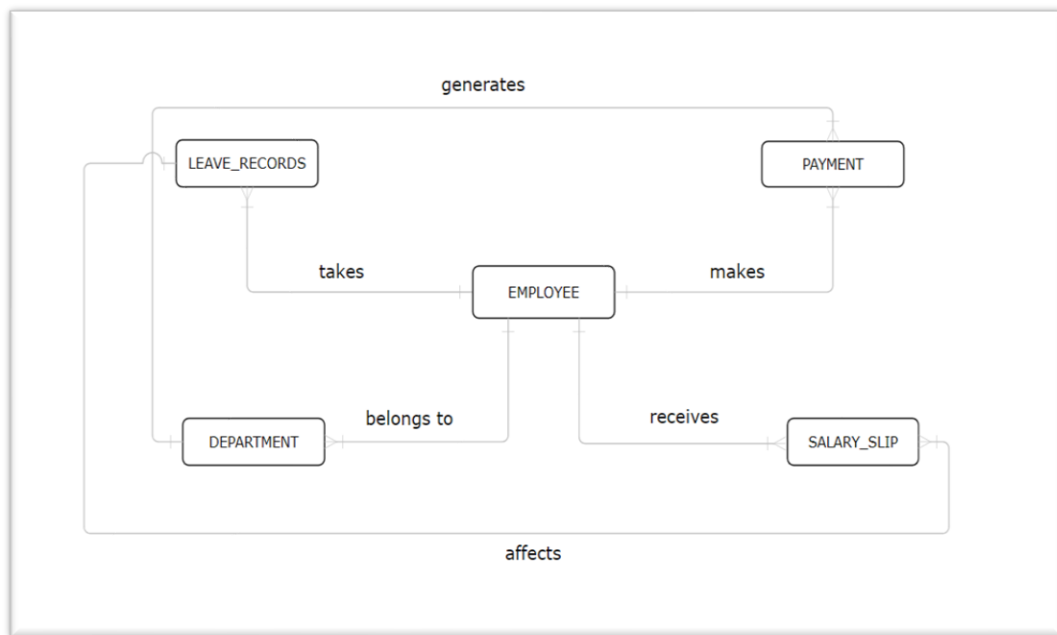 generates
LEAVE_RECORDS
PAYMENT
takes
EMPLOYEE
makes
belongs to
receives
DEPARTMENT
SALARY_SLIP
affects